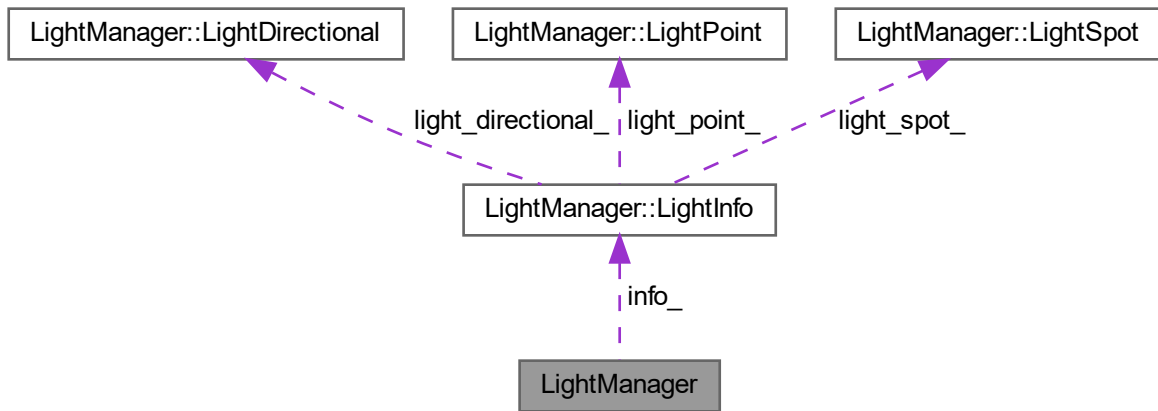 LightManager::LightDirectional
LightManager::LightPoint
LightManager::LightSpot
light_directional_
light_point_
light_spot_
LightManager::LightInfo
info_
LightManager